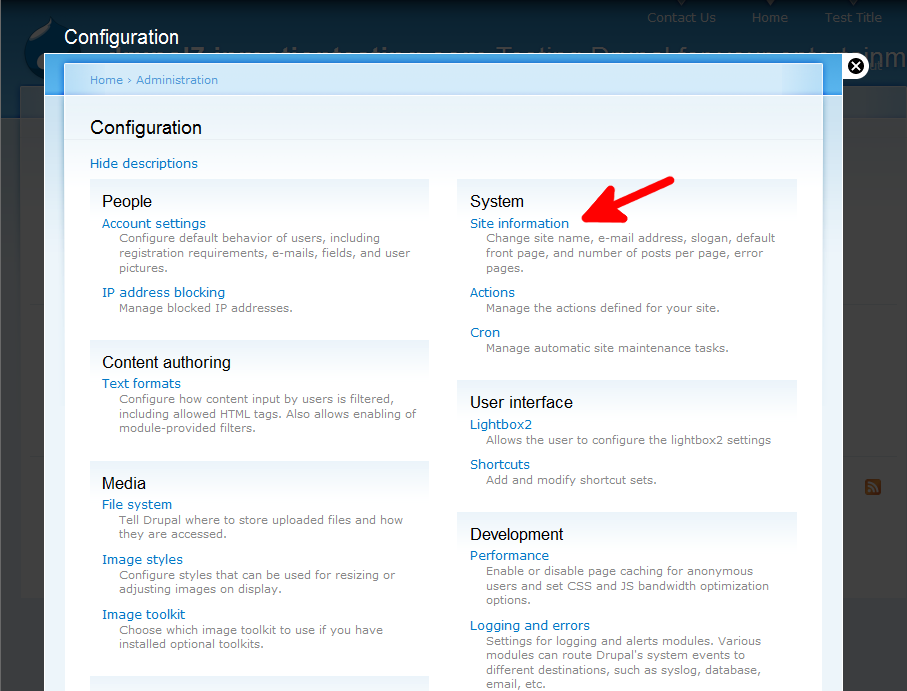 Contact Us
Home
Test Title
Configuration
Home › Administration
Configuration
Hide descriptions
People
Account settings
Configure default behavior of users, including
registration requirements, e-mails, fields, and user
pictures.
IP address blocking
Manage blocked IP addresses.
Content authoring
Text formats
Configure how content input by users is filtered,
including allowed HTML tags. Also allows enabling of
module-provided filters.
Media
File system
Tell Drupal where to store uploaded files and how
they are accessed.
Image styles
Configure styles that can be used for resizing or
adjusting images on display.
Image toolkit
Choose which image toolkit to use if you have
installed optional toolkits.
System
Site information
Change site name, e-mail address, slogan, default
front page, and number of posts per page, error
pages.
Actions
Manage the actions defined for your site.
Cron
Manage automatic site maintenance tasks.
User interface
Lightbox2
Allows the user to configure the lightbox2 settings
Shortcuts
Add and modify shortcut sets.
Development
Performance
Enable or disable page caching for anonymous
users and set CSS and JS bandwidth optimization
options.
Logging and errors
Settings for logging and alerts modules. Various
modules can route Drupal's system events to
different destinations, such as syslog, database,
email, etc.